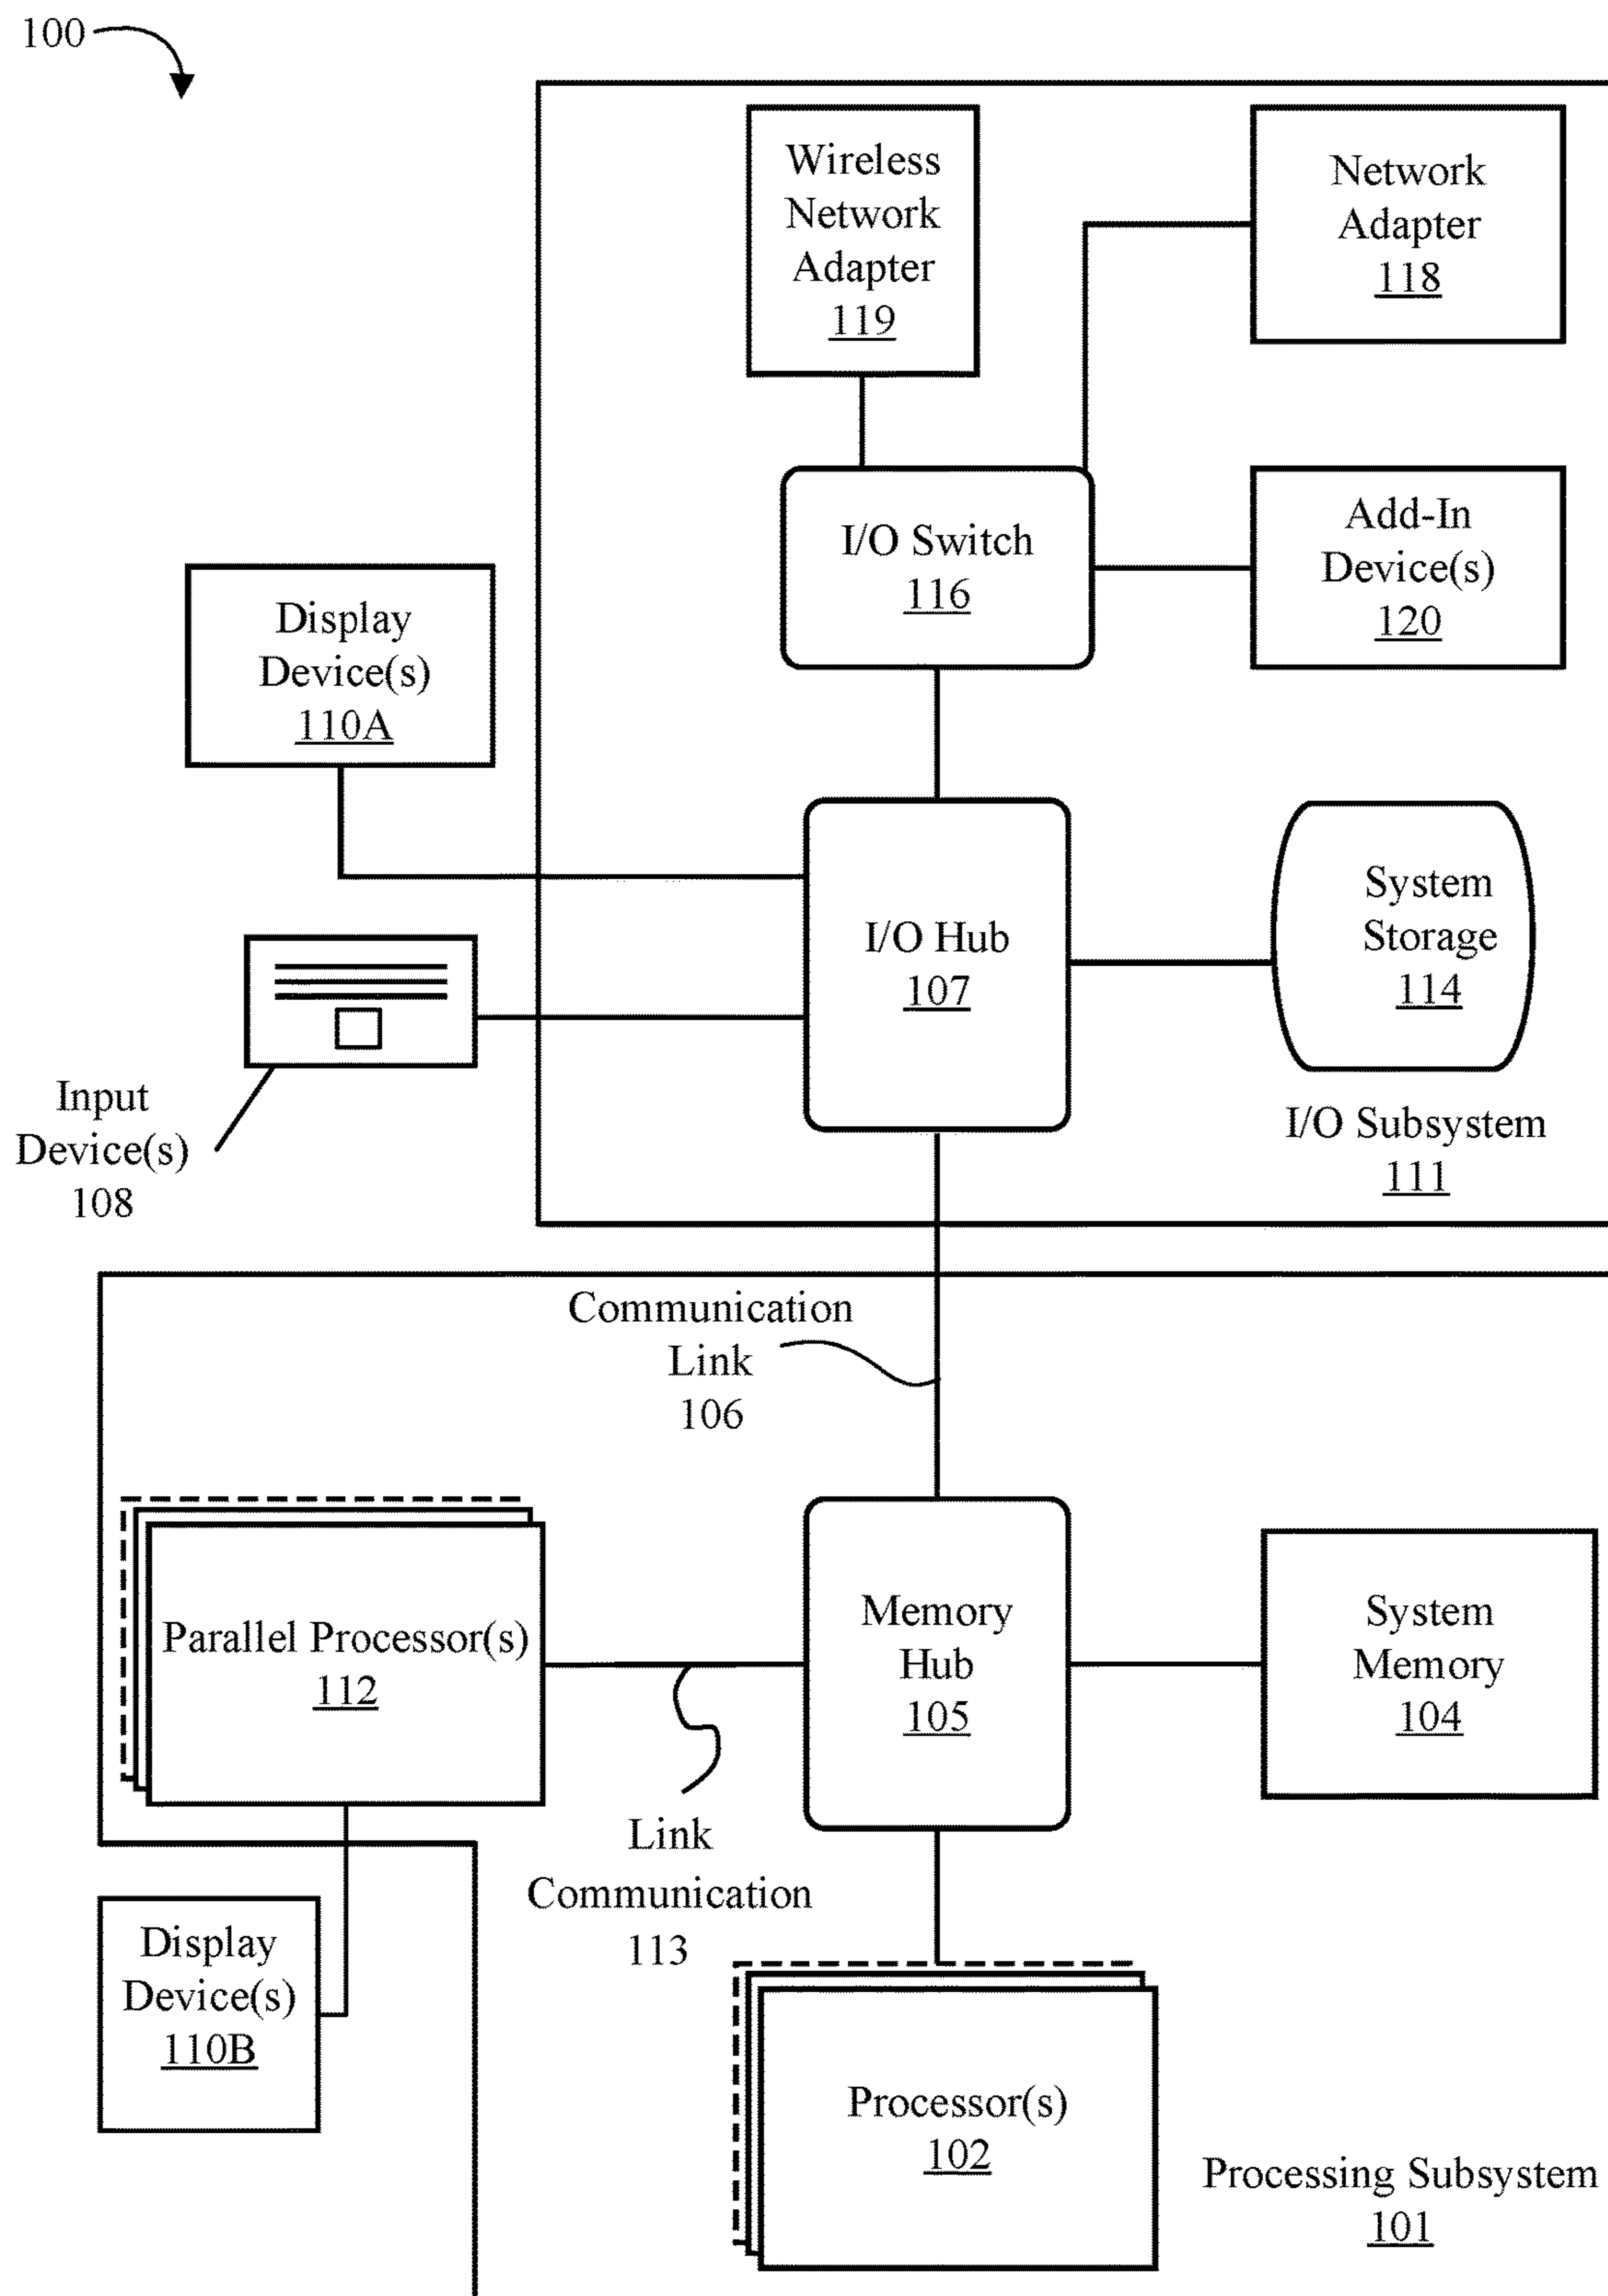 100
Wireless
Network
Adapter
119
Network
Adapter
118
I/O Switch
116
Add-In
Device(s)
120
Display
Device(s)
110A
I/O Hub
107
System
Storage
114
Input
Device(s)
108
I/O Subsystem
111
Communication
Link
106
Parallel Processor(s)
112
Memory
Hub
105
System
Memory
104
Link
Communication
113
Display
Device(s)
110B
Processor(s)
102
Processing Subsystem
101